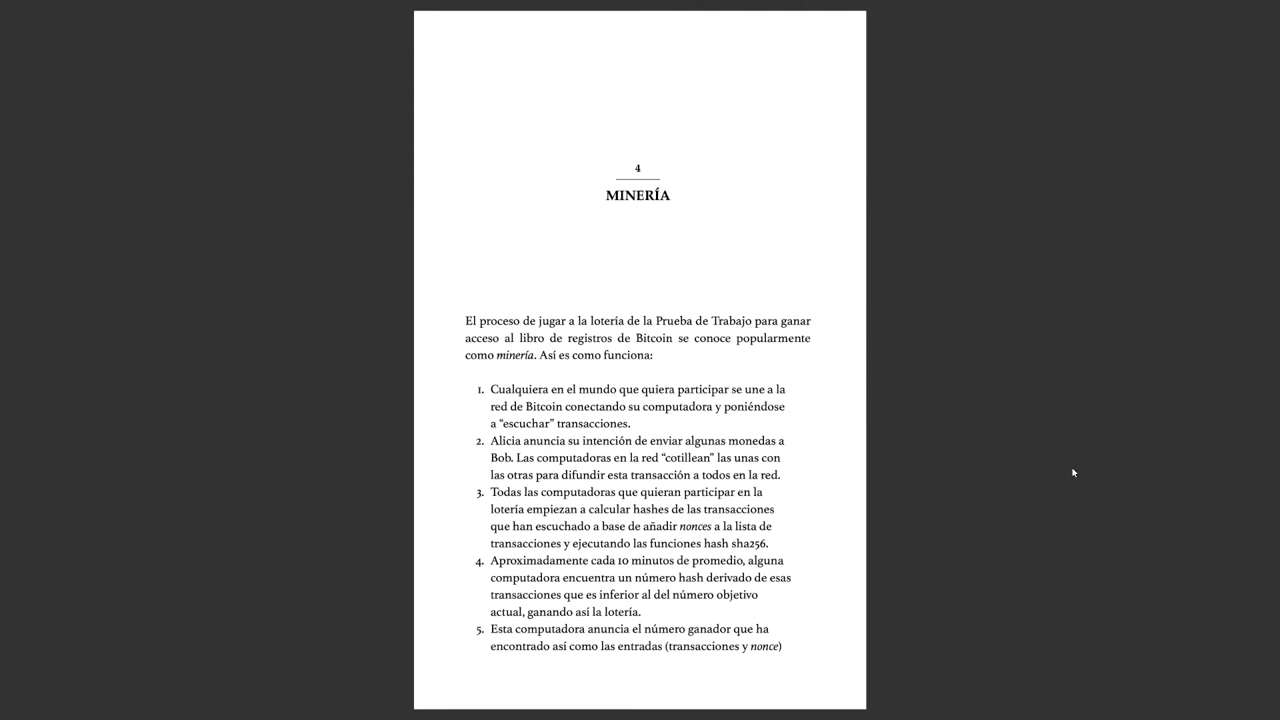 4
MINERÍA
El proceso de jugar a la lotería de la Prueba de Trabajo para ganar
acceso al libro de registros de Bitcoin se conoce popularmente
como minería. Así es como funciona:
1. Cualquiera en el mundo que quiera participar se une a la
red de Bitcoin conectando su computadora y poniéndose
a “escuchar” transacciones.
2. Alicia anuncia su intención de enviar algunas monedas a
Bob. Las computadoras en la red “cotillean” las unas con
las otras para difundir esta transacción a todos en la red.
3. Todas las computadoras que quieran participar en la
lotería empiezan a calcular hashes de las transacciones
que han escuchado a base de añadir nonces a la lista de
transacciones y ejecutando las funciones hash sha256.
4. Aproximadamente cada 10 minutos de promedio, alguna
computadora encuentra un número hash derivado de esas
transacciones que es inferior al del número objetivo
actual, ganando así la lotería.
5. Esta computadora anuncia el número ganador que ha
encontrado así como las entradas (transacciones y nonce)